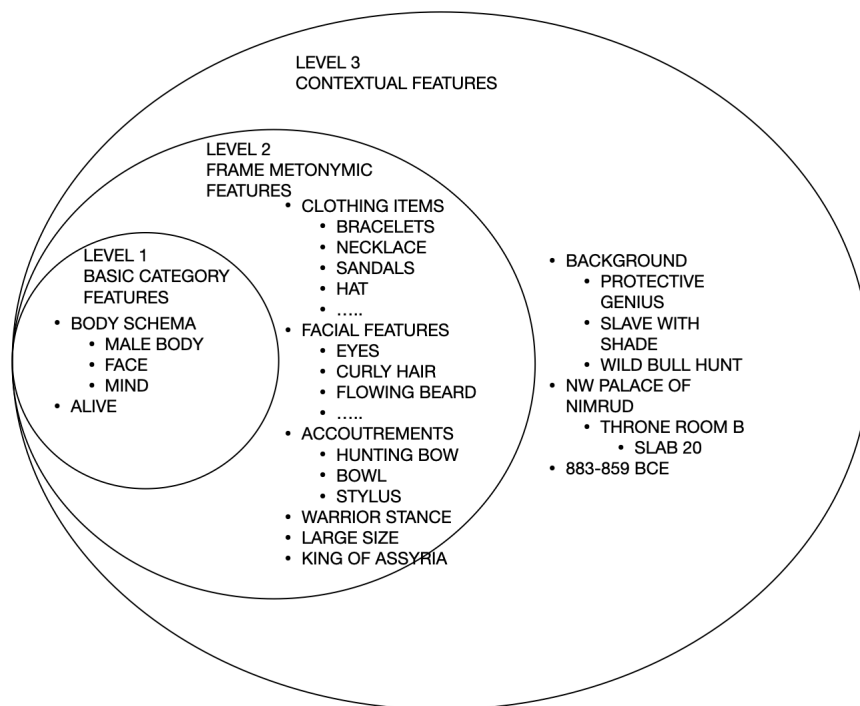 LEVEL 3
CONTEXTUAL FEATURES
LEVEL 2
FRAME METONYMIC
FEATURES
• CLOTHING ITEMS
• BRACELETS
• NECKLACE
• SANDALS
• HAT
• .....
• FACIAL FEATURES
• EYES
• CURLY HAIR
• FLOWING BEARD
• .....
• ACCOUTREMENTS
• HUNTING BOW
• BOWL
• STYLUS
• WARRIOR STANCE
• LARGE SIZE
• KING OF ASSYRIA
LEVEL 1
BASIC CATEGORY
FEATURES
• BODY SCHEMA
• MALE BODY
• FACE
• MIND
• ALIVE
• BACKGROUND
• PROTECTIVE
GENIUS
• SLAVE WITH
SHADE
• WILD BULL HUNT
• NW PALACE OF
NIMRUD
• THRONE ROOM B
• SLAB 20
• 883-859 BCE